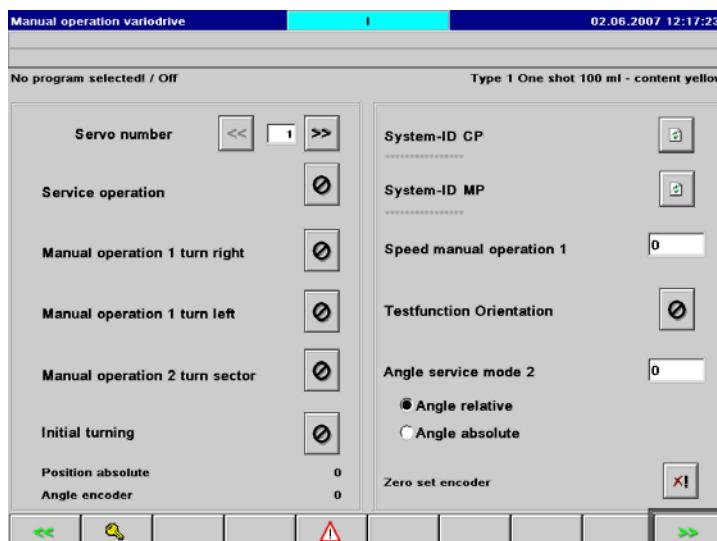 Manual operation variodrive I 02.06.2007 12:17:23
No program selected! / Off Type 1 One shot 100 ml - content yellow
Servo number << 1 >>
Service operation
Manual operation 1 turn right
Manual operation 1 turn left
Manual operation 2 turn sector
Initial turning
Position absolute 0
Angle encoder 0
System-ID CP
----------------
System-ID MP
----------------
Speed manual operation 1 0
Testfunction Orientation
Angle service mode 2 0
Angle relative
Angle absolute
Zero set encoder X!
<< ! >>